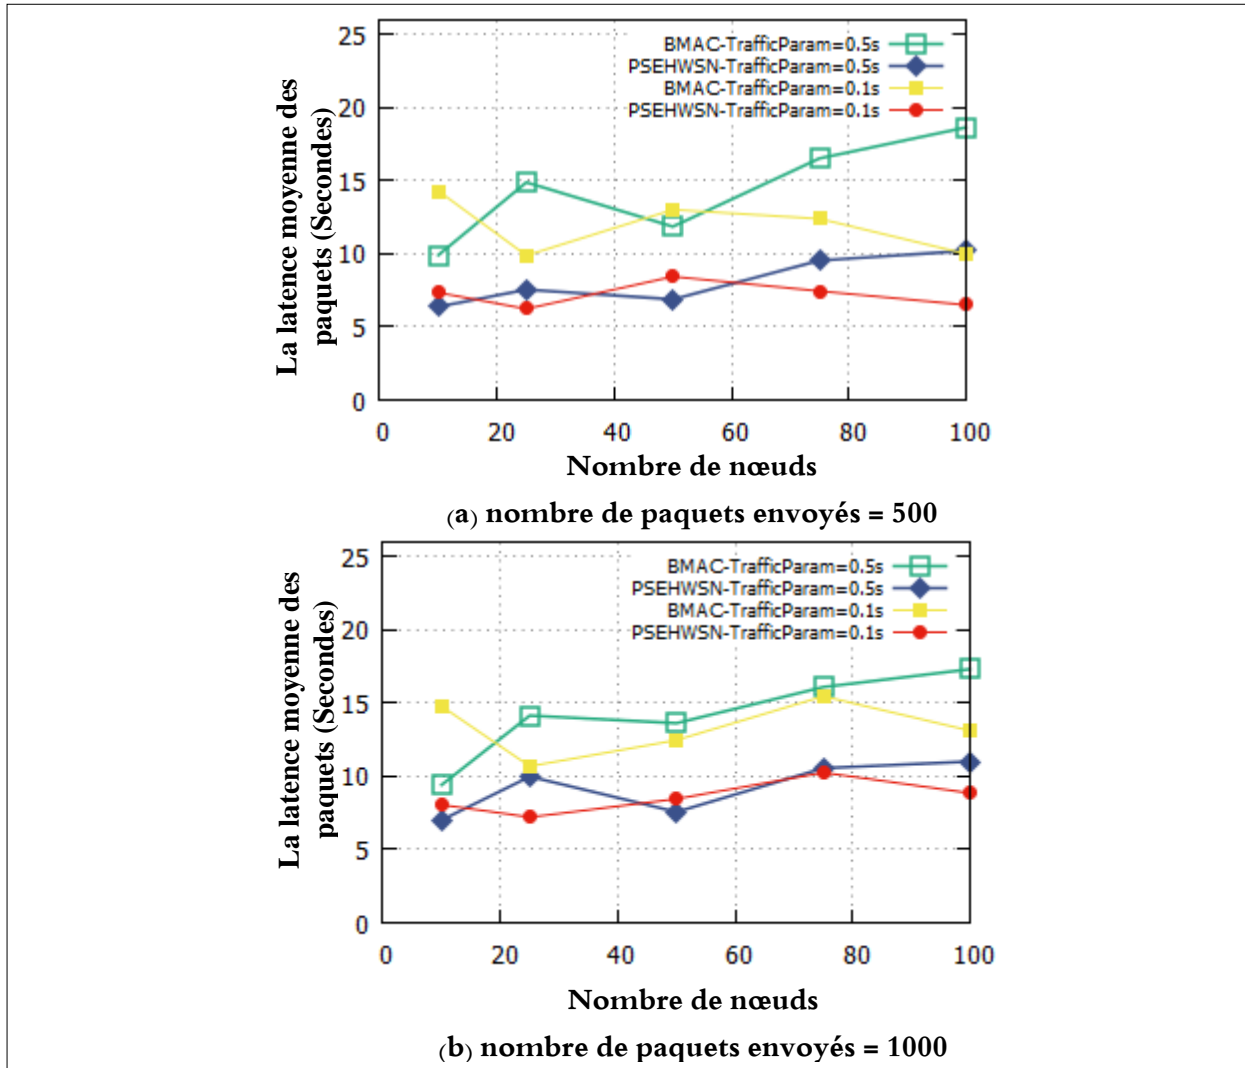 25
20
15
10
5
0
La latence moyenne des
paquets (Secondes)
BMAC-TrafficParam=0.5s
PSEHWSN-TrafficParam=0.5s
BMAC-TrafficParam=0.1s
PSEHWSN-TrafficParam=0.1s
0 20 40 60 80 100
Nombre de nœuds
(a) nombre de paquets envoyés = 500
25
20
15
10
5
0
La latence moyenne des
paquets (Secondes)
BMAC-TrafficParam=0.5s
PSEHWSN-TrafficParam=0.5s
BMAC-TrafficParam=0.1s
PSEHWSN-TrafficParam=0.1s
0 20 40 60 80 100
Nombre de nœuds
(b) nombre de paquets envoyés = 1000